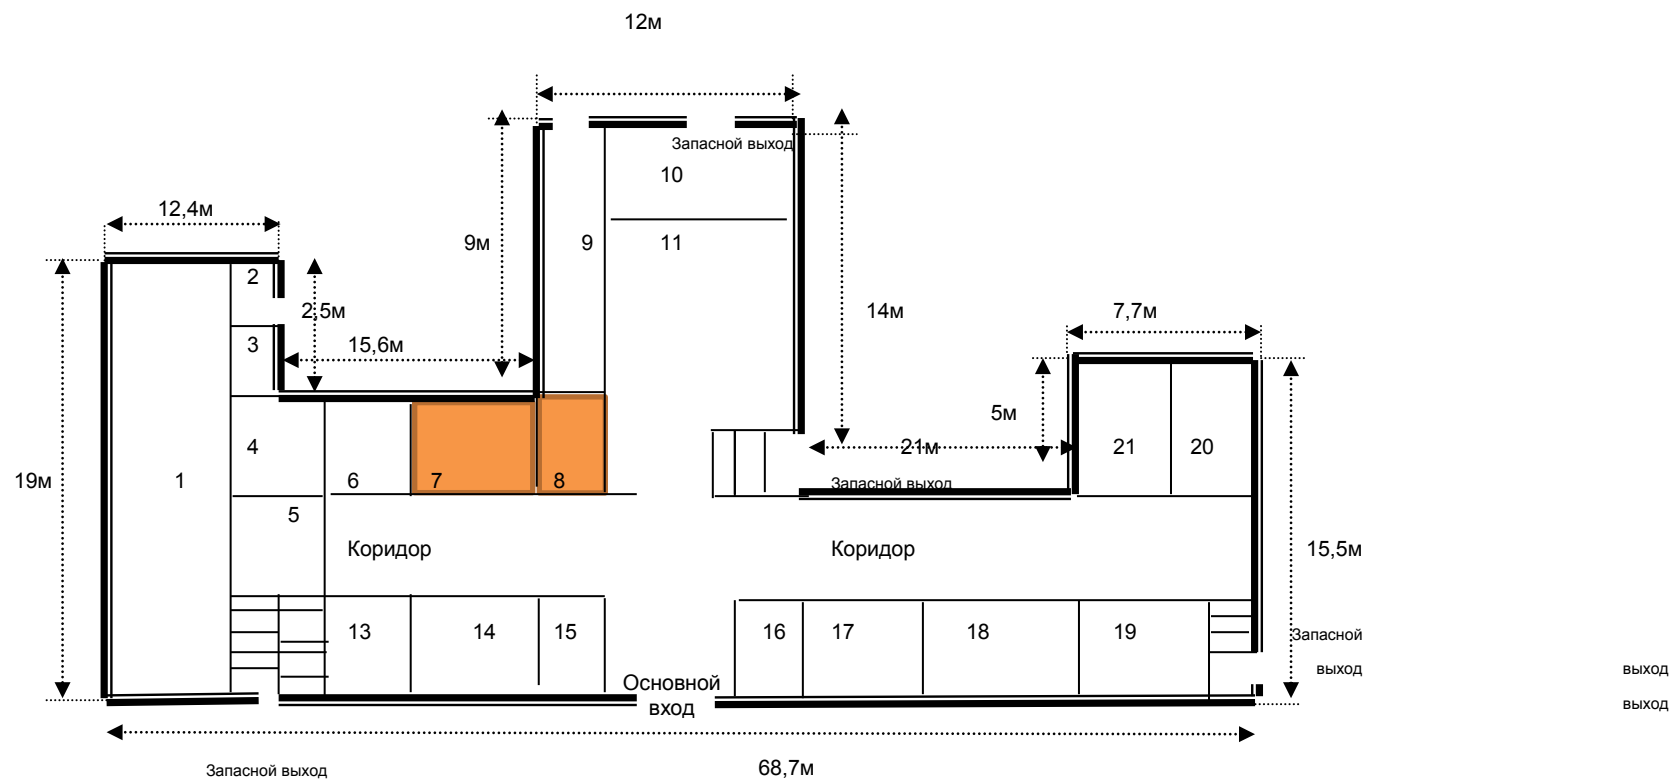 12м
Запасной выход
10
12,4м
9м
9
11
2
2,5м
14м
7,7м
3
15,6м
5м
4
21м
21
20
19м
1
6
7
8
Запасной выход
5
Коридор
Коридор
15,5м
13
14
15
16
17
18
19
Запасной
выход
выход
Основной
вход
выход
68,7м
Запасной выход